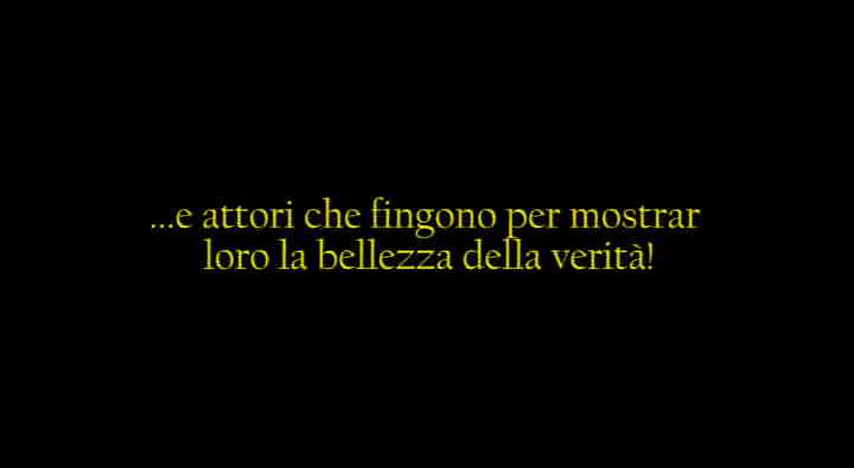 ...e attori che fingono per mostrar
loro la bellezza della verità!